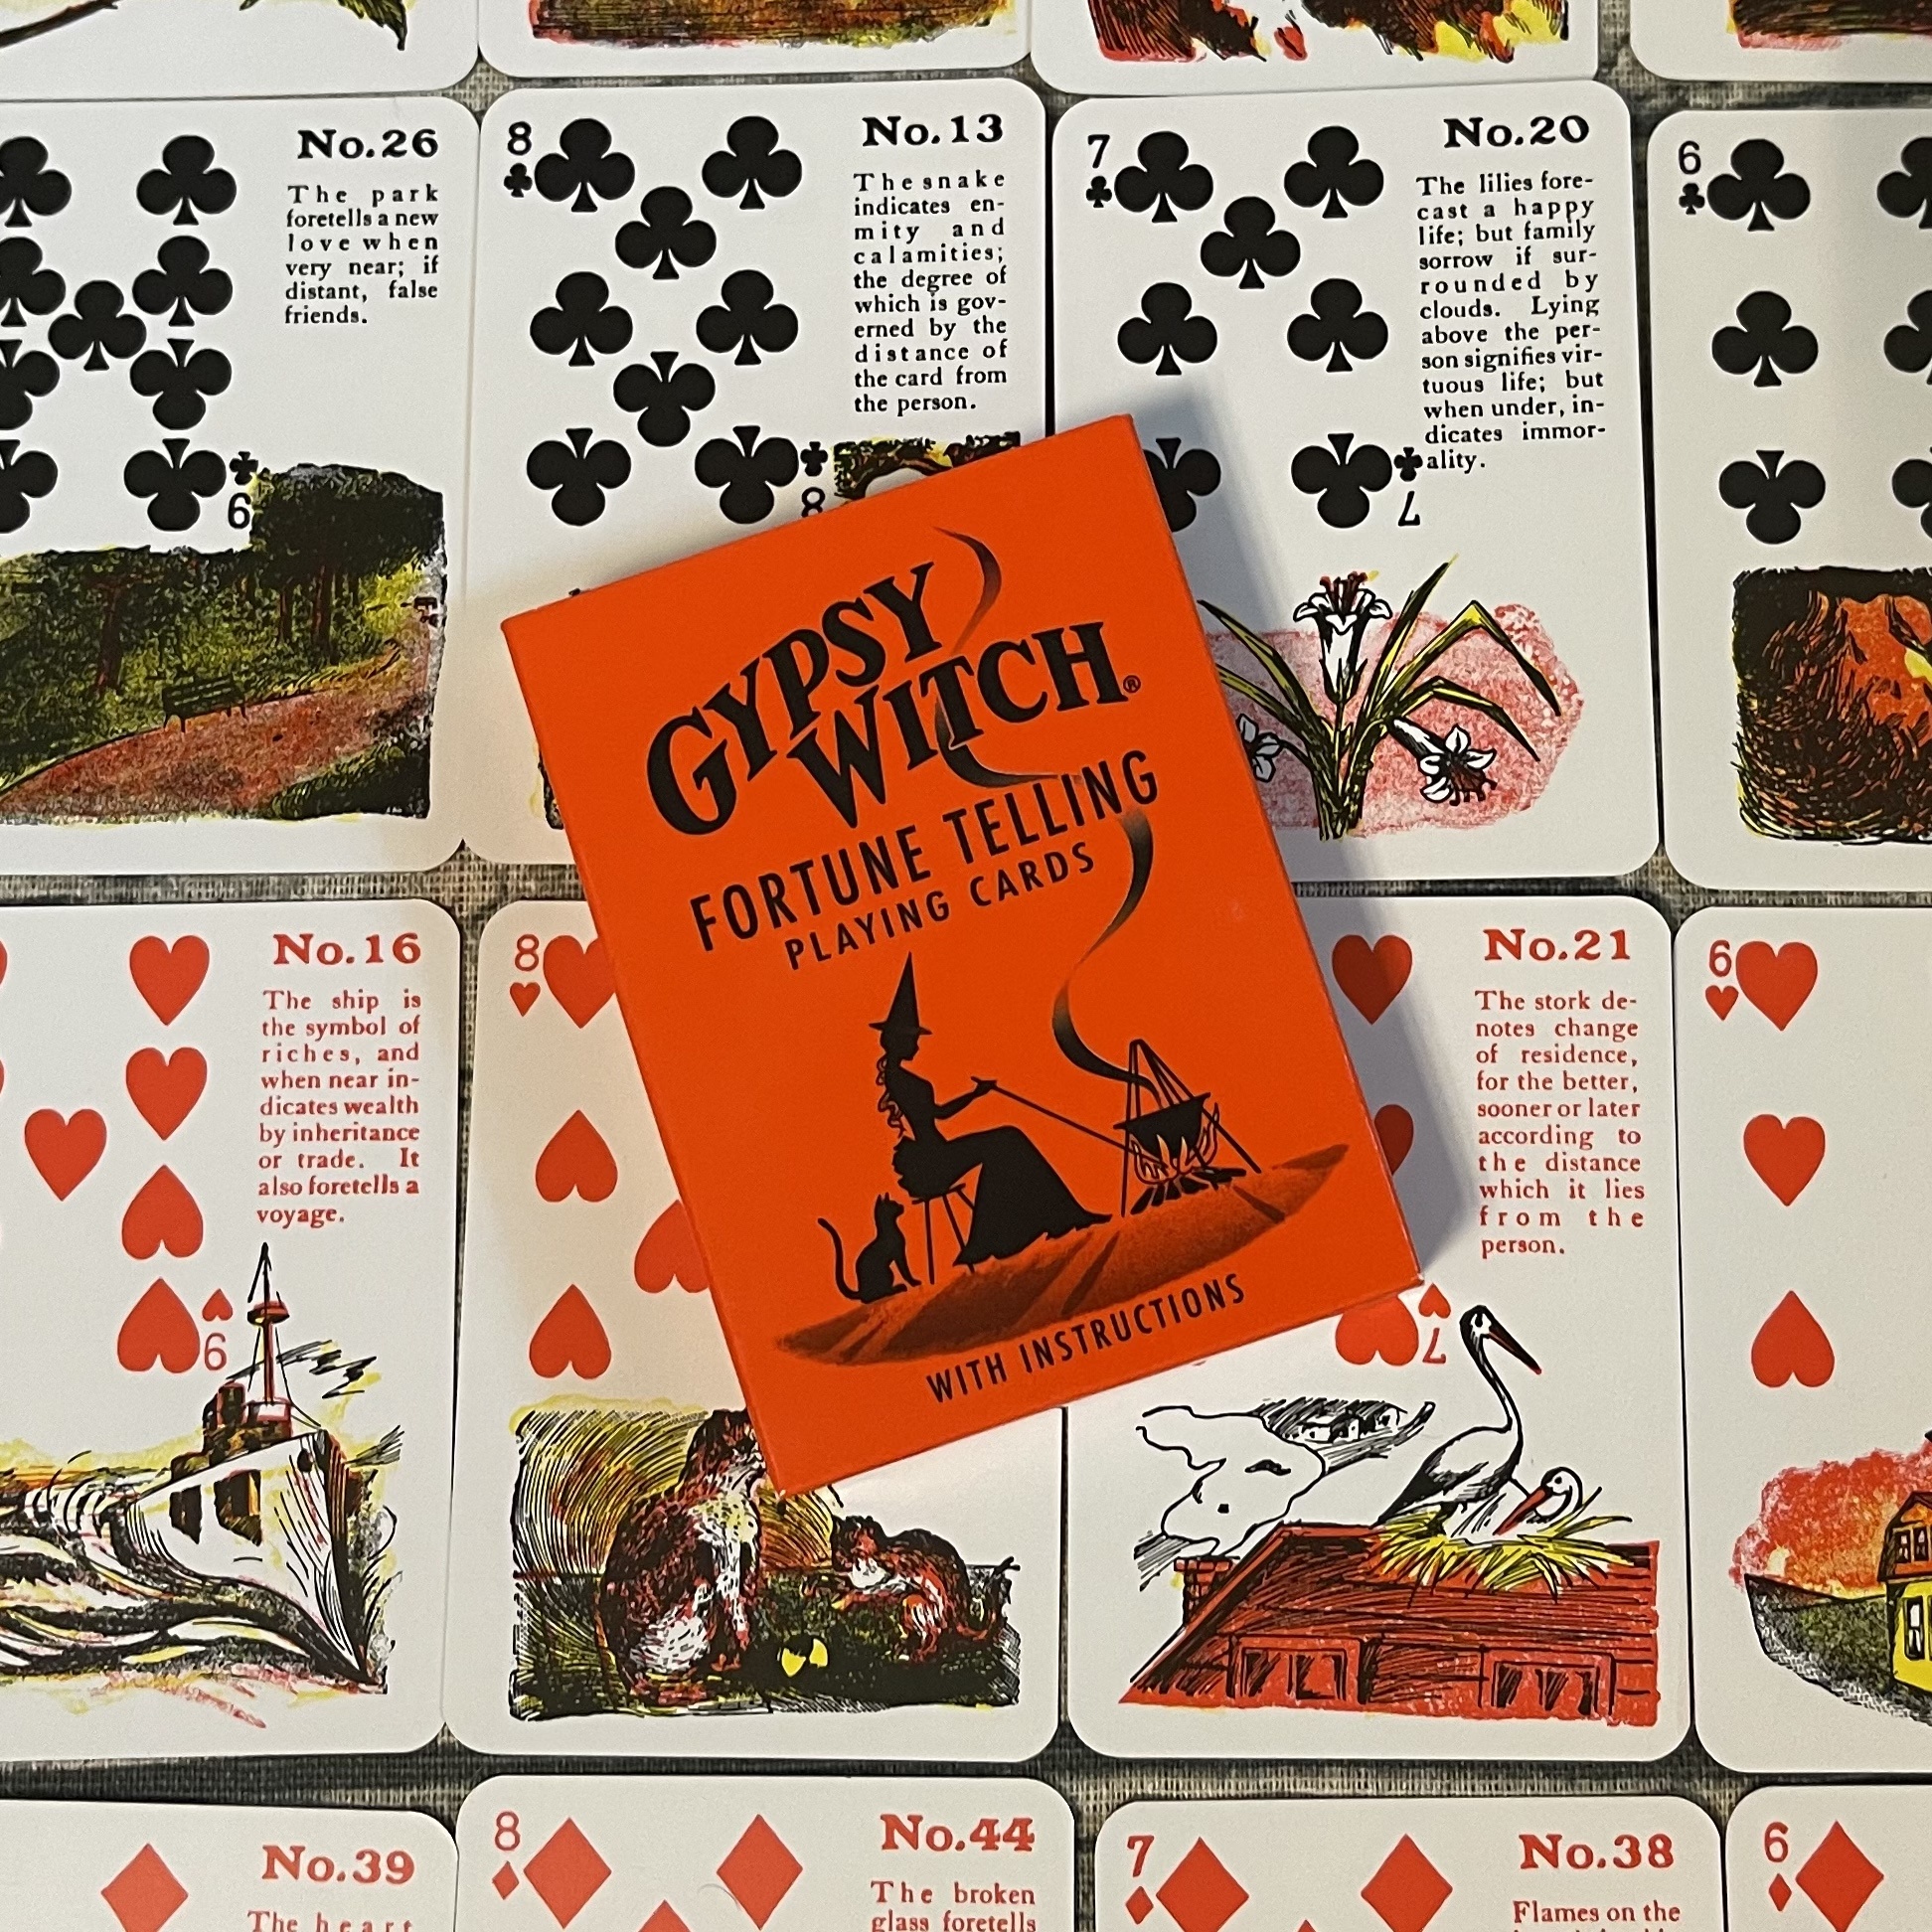 No.26
The park
foretells a new
love when
very near; if
distant, false
friends.
9
8
No.13
The snake
indicates en-
mity and
calamities;
the degree of
which is gov-
erned by the
distance of
the card from
the person.
8
7
No.20
The lilies fore-
cast a happy
life; but family
sorrow if sur-
rounded by
clouds. Lying
above the per-
son signifies vir-
tuous life; but
when under, in-
dicates immor-
ality.
7
6
GYPSY
WITCH®
FORTUNE TELLING
PLAYING CARDS
WITH INSTRUCTIONS
No.16
The ship is
the symbol of
riches, and
when near in-
dicates wealth
by inheritance
or trade. It
also foretells a
voyage.
9
8
No.21
The stork de-
notes change
of residence,
for the better,
sooner or later
according to
the distance
which it lies
from the
person.
7
6
No.39
The heart
8
No.44
The broken
glass foretells
7
No.38
Flames on the
6